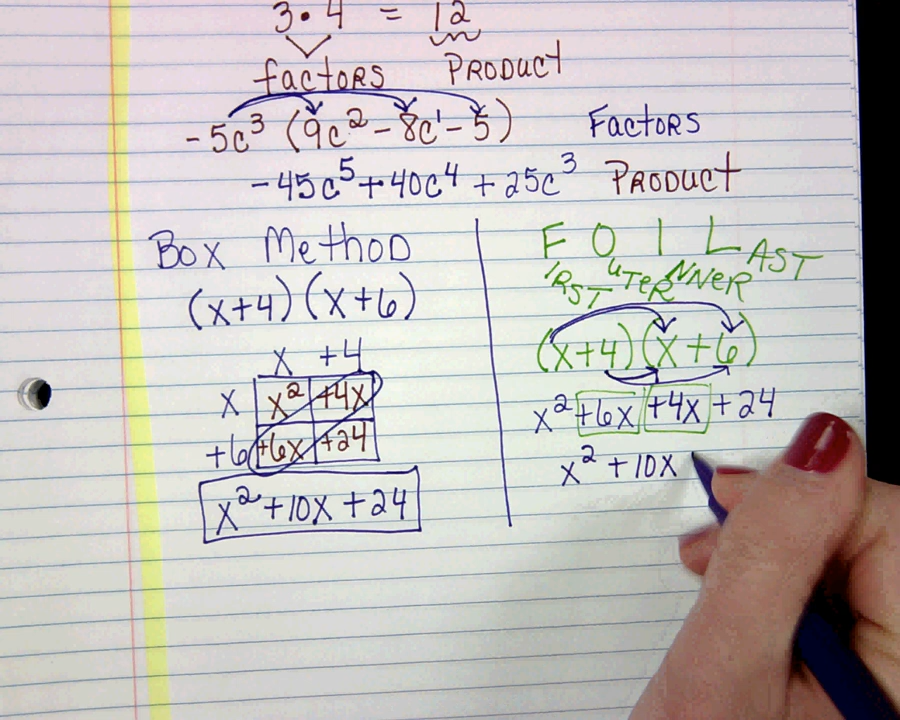 3 • 4 = 12
factors PRODUCT
-5c³ (9c² - 8c¹ - 5) Factors
-45c⁵ + 40c⁴ + 25c³ PRODUCT
Box Method
(x+4)(x+6)
x +4
x x² +4x
+6 +6x +24
x² + 10x + 24
F O I L AST
IRST UTER NNER
(x+4)(x+6)
x² +6x +4x +24
x² + 10x